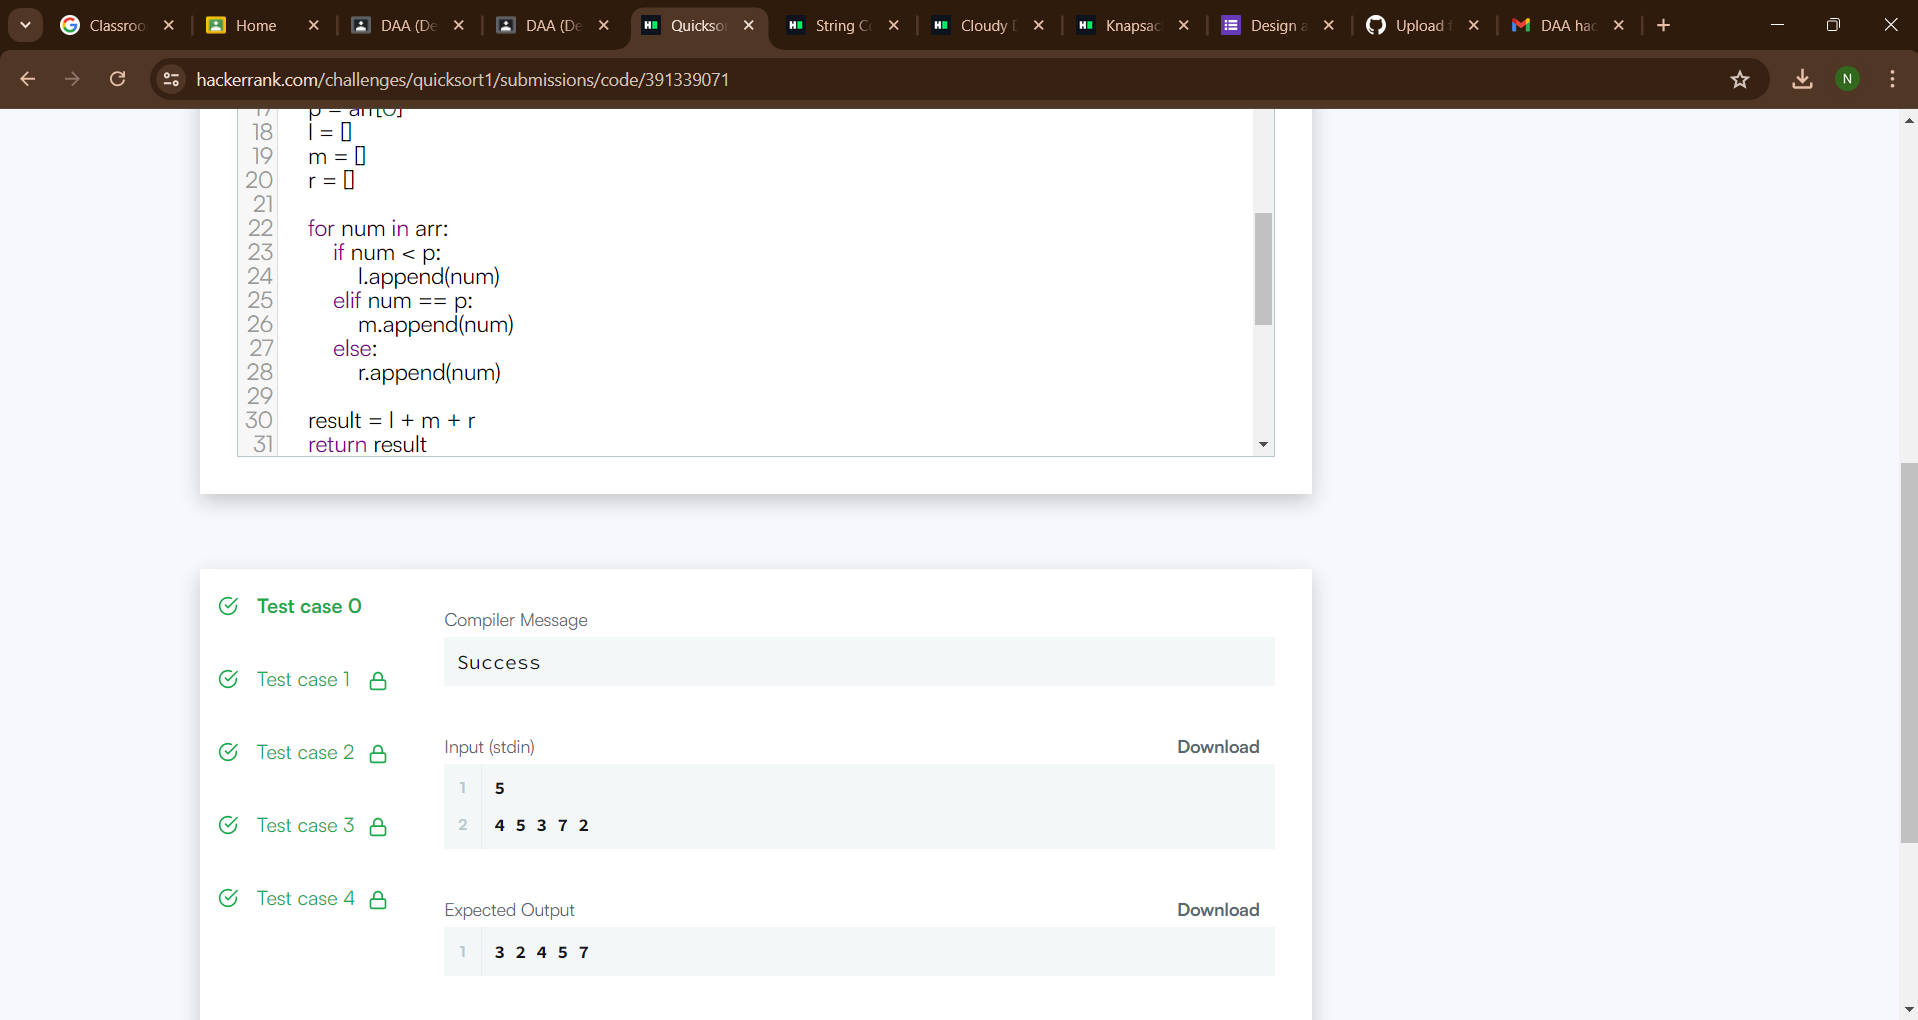 Classroo
Home
DAA (De
DAA (De
Quickso
String Co
Cloudy D
Knapsac
Design a
Upload f
DAA hac
hackerrank.com/challenges/quicksort1/submissions/code/391339071
N
17 p = arr[0]
18 l = []
19 m = []
20 r = []
21
22 for num in arr:
23 if num < p:
24 l.append(num)
25 elif num == p:
26 m.append(num)
27 else:
28 r.append(num)
29
30 result = l + m + r
31 return result
Test case 0
Test case 1
Test case 2
Test case 3
Test case 4
Compiler Message
Success
Input (stdin)
Download
1 5
2 4 5 3 7 2
Expected Output
Download
1 3 2 4 5 7